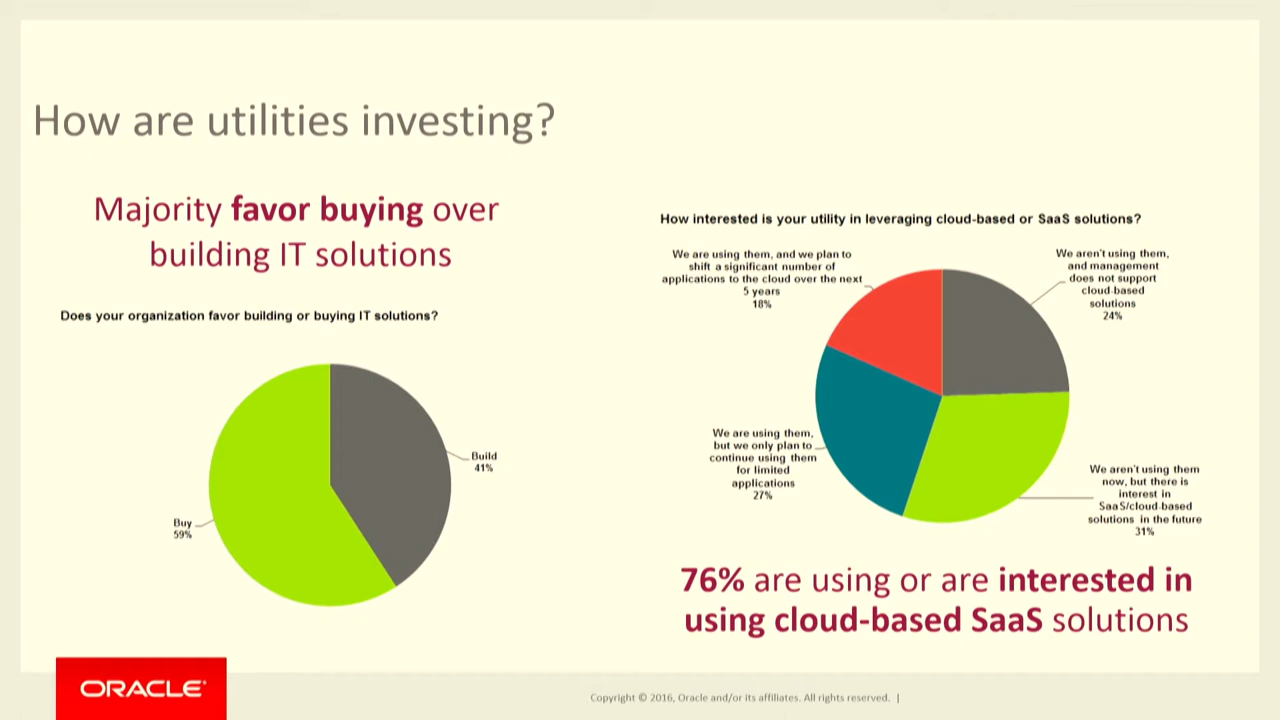 How are utilities investing?
Majority favor buying over
building IT solutions
Does your organization favor building or buying IT solutions?
Build
41%
Buy
59%
How interested is your utility in leveraging cloud-based or SaaS solutions?
We are using them, and we plan to
shift a significant number of
applications to the cloud over the next
5 years
18%
We aren't using them,
and management
does not support
cloud-based
solutions
24%
We are using them,
but we only plan to
continue using them
for limited
applications
27%
We aren't using them
now, but there is
interest in
SaaS/cloud-based
solutions in the future
31%
76% are using or are interested in
using cloud-based SaaS solutions
ORACLE®
Copyright © 2016, Oracle and/or its affiliates. All rights reserved. |